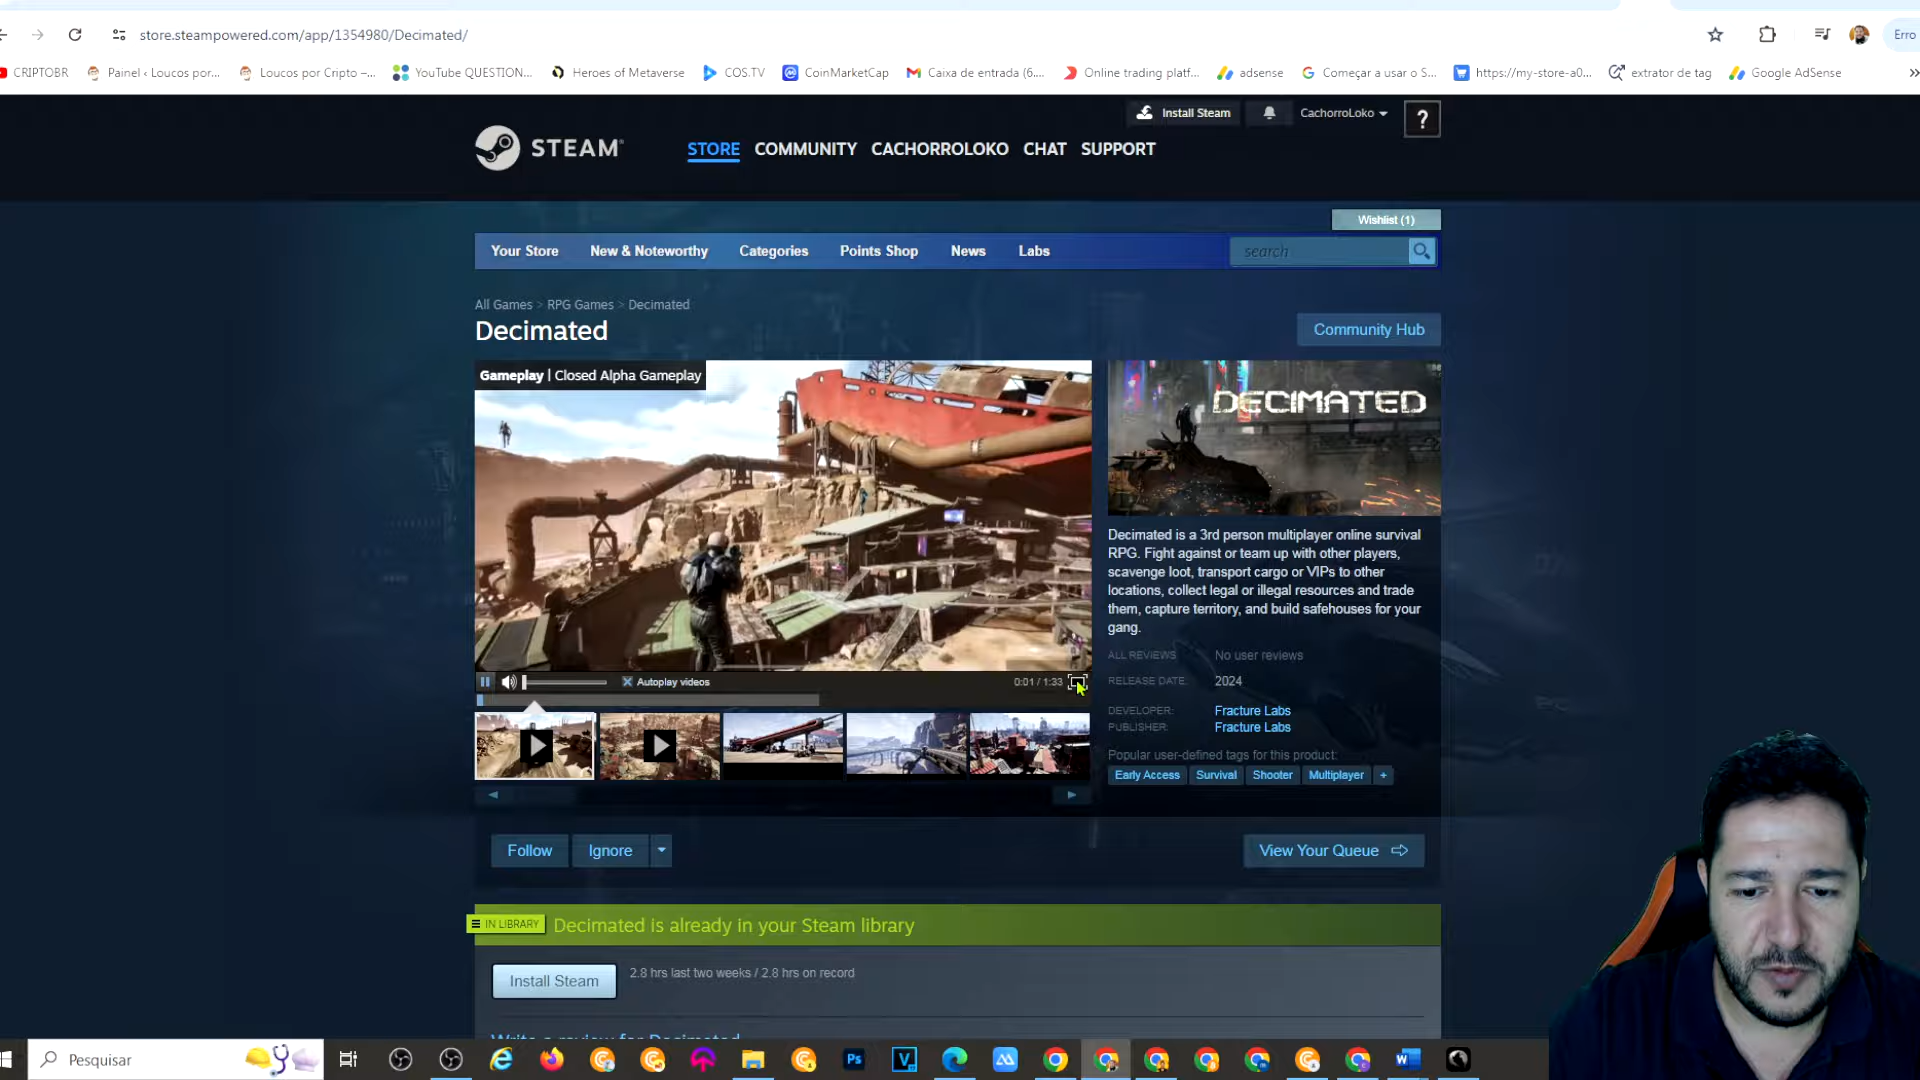 store.steampowered.com/app/1354980/Decimated/
Erro
CRIPTOBR
Painel ‹ Loucos por...
Loucos por Cripto –...
YouTube QUESTION...
Heroes of Metaverse
COS.TV
CoinMarketCap
Caixa de entrada (6....
Online trading platf...
adsense
Começar a usar o S...
https://my-store-a0...
extrator de tag
Google AdSense
»
Install Steam
CachorroLoko
?
STEAM
STORE COMMUNITY CACHORROLOKO CHAT SUPPORT
Wishlist (1)
Your Store New & Noteworthy Categories Points Shop News Labs
search
All Games > RPG Games > Decimated
Decimated
Community Hub
Gameplay | Closed Alpha Gameplay
DECIMATED
Decimated is a 3rd person multiplayer online survival
RPG. Fight against or team up with other players,
scavenge loot, transport cargo or VIPs to other
locations, collect legal or illegal resources and trade
them, capture territory, and build safehouses for your
gang.
ALL REVIEWS: No user reviews
RELEASE DATE: 2024
DEVELOPER: Fracture Labs
PUBLISHER: Fracture Labs
Popular user-defined tags for this product:
Early Access Survival Shooter Multiplayer +
Autoplay videos
0:01 / 1:33
Follow Ignore
View Your Queue
IN LIBRARY
Decimated is already in your Steam library
Install Steam
2.8 hrs last two weeks / 2.8 hrs on record
Write a review for Decimated
Pesquisar
Ps
V
W